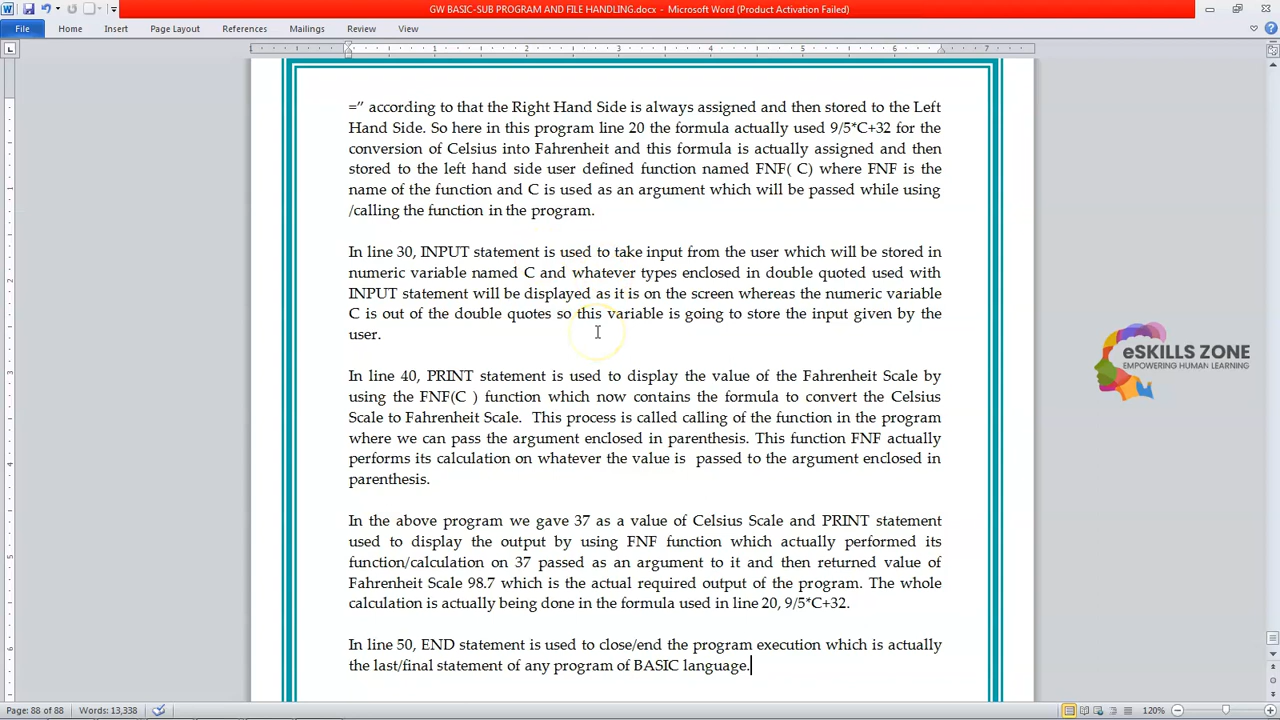 GW BASIC-SUB PROGRAM AND FILE HANDLING.docx - Microsoft Word (Product Activation Failed)
File Home Insert Page Layout References Mailings Review View
=” according to that the Right Hand Side is always assigned and then stored to the Left
Hand Side. So here in this program line 20 the formula actually used 9/5*C+32 for the
conversion of Celsius into Fahrenheit and this formula is actually assigned and then
stored to the left hand side user defined function named FNF( C) where FNF is the
name of the function and C is used as an argument which will be passed while using
/calling the function in the program.
In line 30, INPUT statement is used to take input from the user which will be stored in
numeric variable named C and whatever types enclosed in double quoted used with
INPUT statement will be displayed as it is on the screen whereas the numeric variable
C is out of the double quotes so this variable is going to store the input given by the
user.
eSKILLS ZONE
EMPOWERING HUMAN LEARNING
In line 40, PRINT statement is used to display the value of the Fahrenheit Scale by
using the FNF(C ) function which now contains the formula to convert the Celsius
Scale to Fahrenheit Scale. This process is called calling of the function in the program
where we can pass the argument enclosed in parenthesis. This function FNF actually
performs its calculation on whatever the value is passed to the argument enclosed in
parenthesis.
In the above program we gave 37 as a value of Celsius Scale and PRINT statement
used to display the output by using FNF function which actually performed its
function/calculation on 37 passed as an argument to it and then returned value of
Fahrenheit Scale 98.7 which is the actual required output of the program. The whole
calculation is actually being done in the formula used in line 20, 9/5*C+32.
In line 50, END statement is used to close/end the program execution which is actually
the last/final statement of any program of BASIC language.
Page: 88 of 88 Words: 13,338 120%